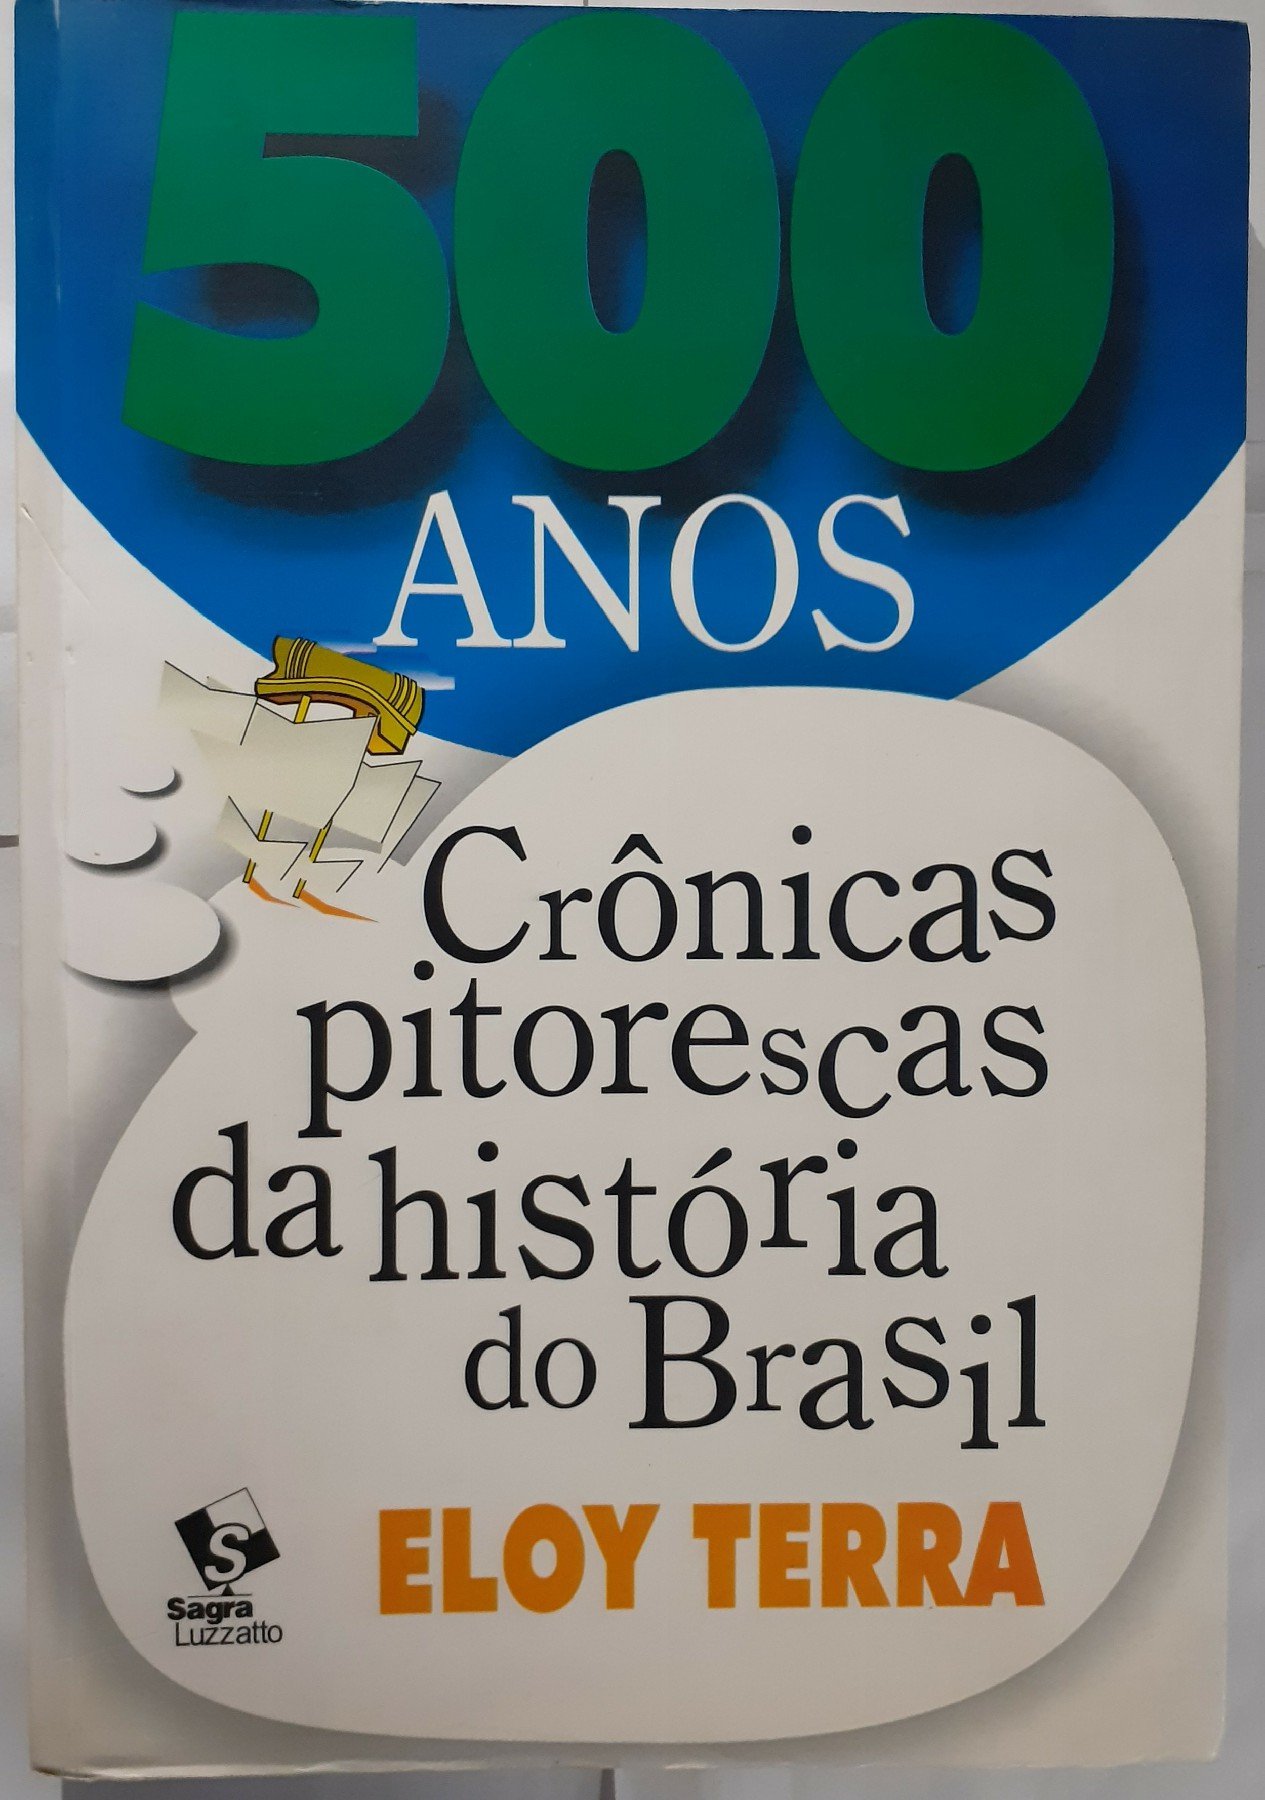 500
ANOS
Crônicas
pitorescas
da história
do Brasil
ELOY TERRA
S
Sagra
Luzzatto